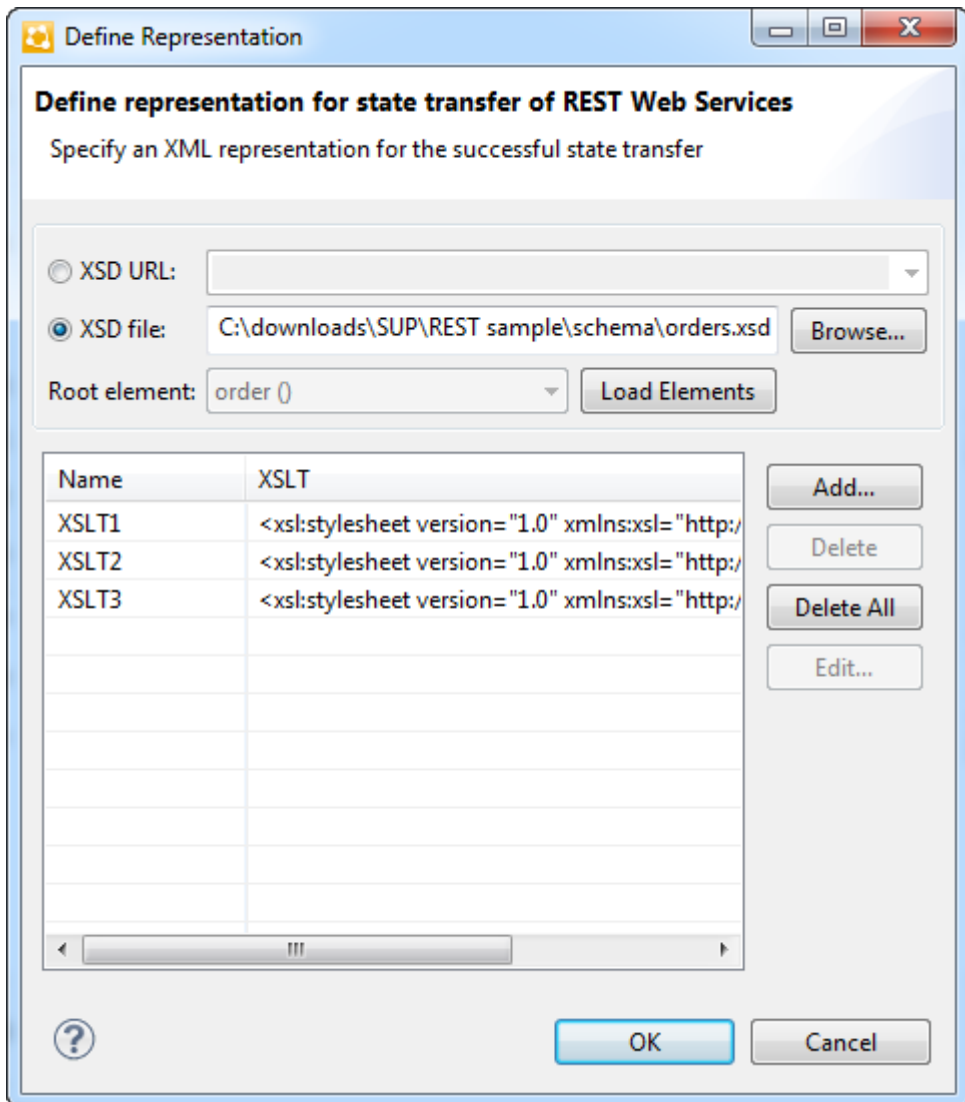 Define Representation
Define representation for state transfer of REST Web Services
Specify an XML representation for the successful state transfer
XSD URL:
XSD file: C:\downloads\SUP\REST sample\schema\orders.xsd Browse...
Root element: order () Load Elements
Name XSLT
XSLT1 <xsl:stylesheet version="1.0" xmlns:xsl="http:/
XSLT2 <xsl:stylesheet version="1.0" xmlns:xsl="http:/
XSLT3 <xsl:stylesheet version="1.0" xmlns:xsl="http:/
Add...
Delete
Delete All
Edit...
OK Cancel